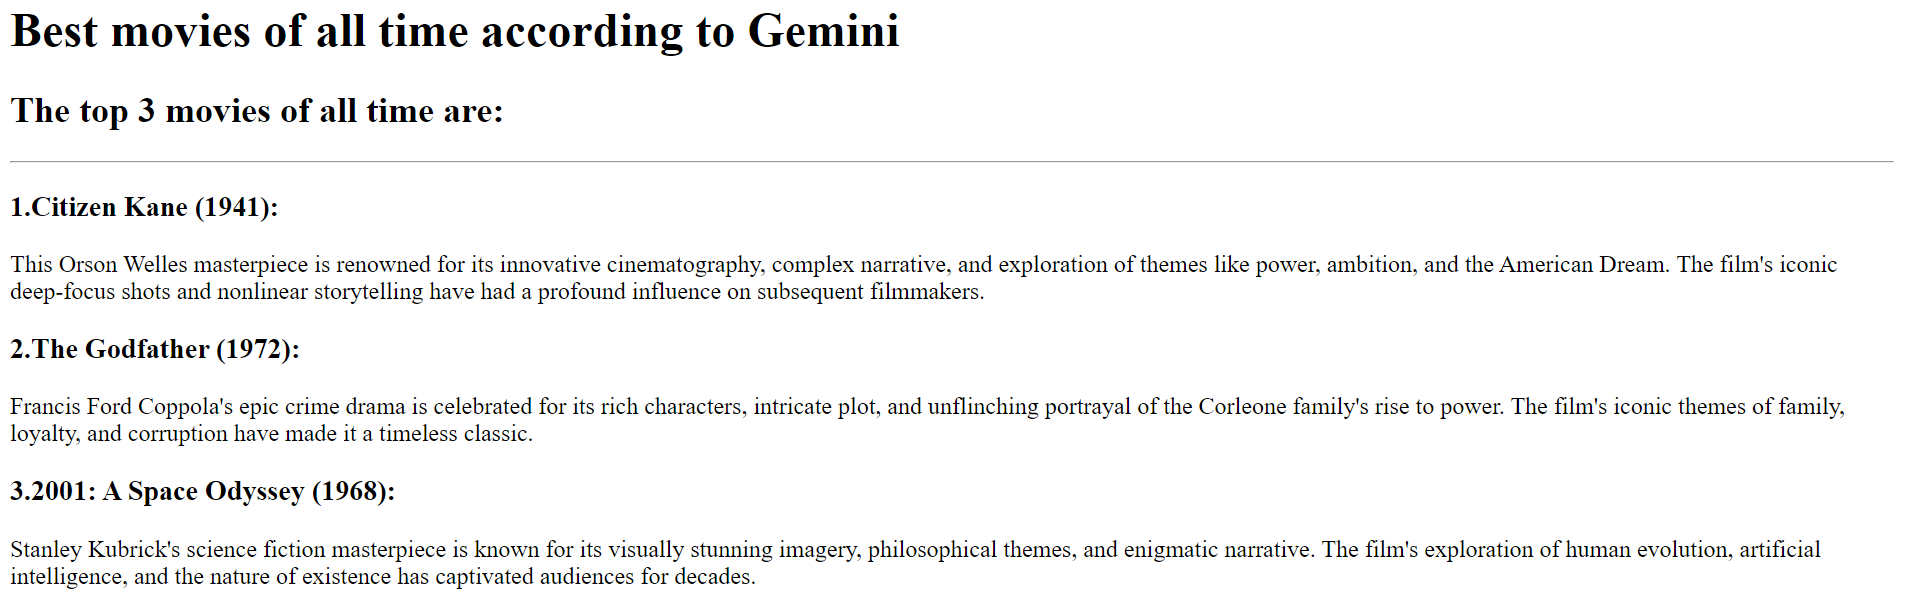 Best movies of all time according to Gemini
The top 3 movies of all time are:
1.Citizen Kane (1941):
This Orson Welles masterpiece is renowned for its innovative cinematography, complex narrative, and exploration of themes like power, ambition, and the American Dream. The film's iconic
deep-focus shots and nonlinear storytelling have had a profound influence on subsequent filmmakers.
2.The Godfather (1972):
Francis Ford Coppola's epic crime drama is celebrated for its rich characters, intricate plot, and unflinching portrayal of the Corleone family's rise to power. The film's iconic themes of family,
loyalty, and corruption have made it a timeless classic.
3.2001: A Space Odyssey (1968):
Stanley Kubrick's science fiction masterpiece is known for its visually stunning imagery, philosophical themes, and enigmatic narrative. The film's exploration of human evolution, artificial
intelligence, and the nature of existence has captivated audiences for decades.